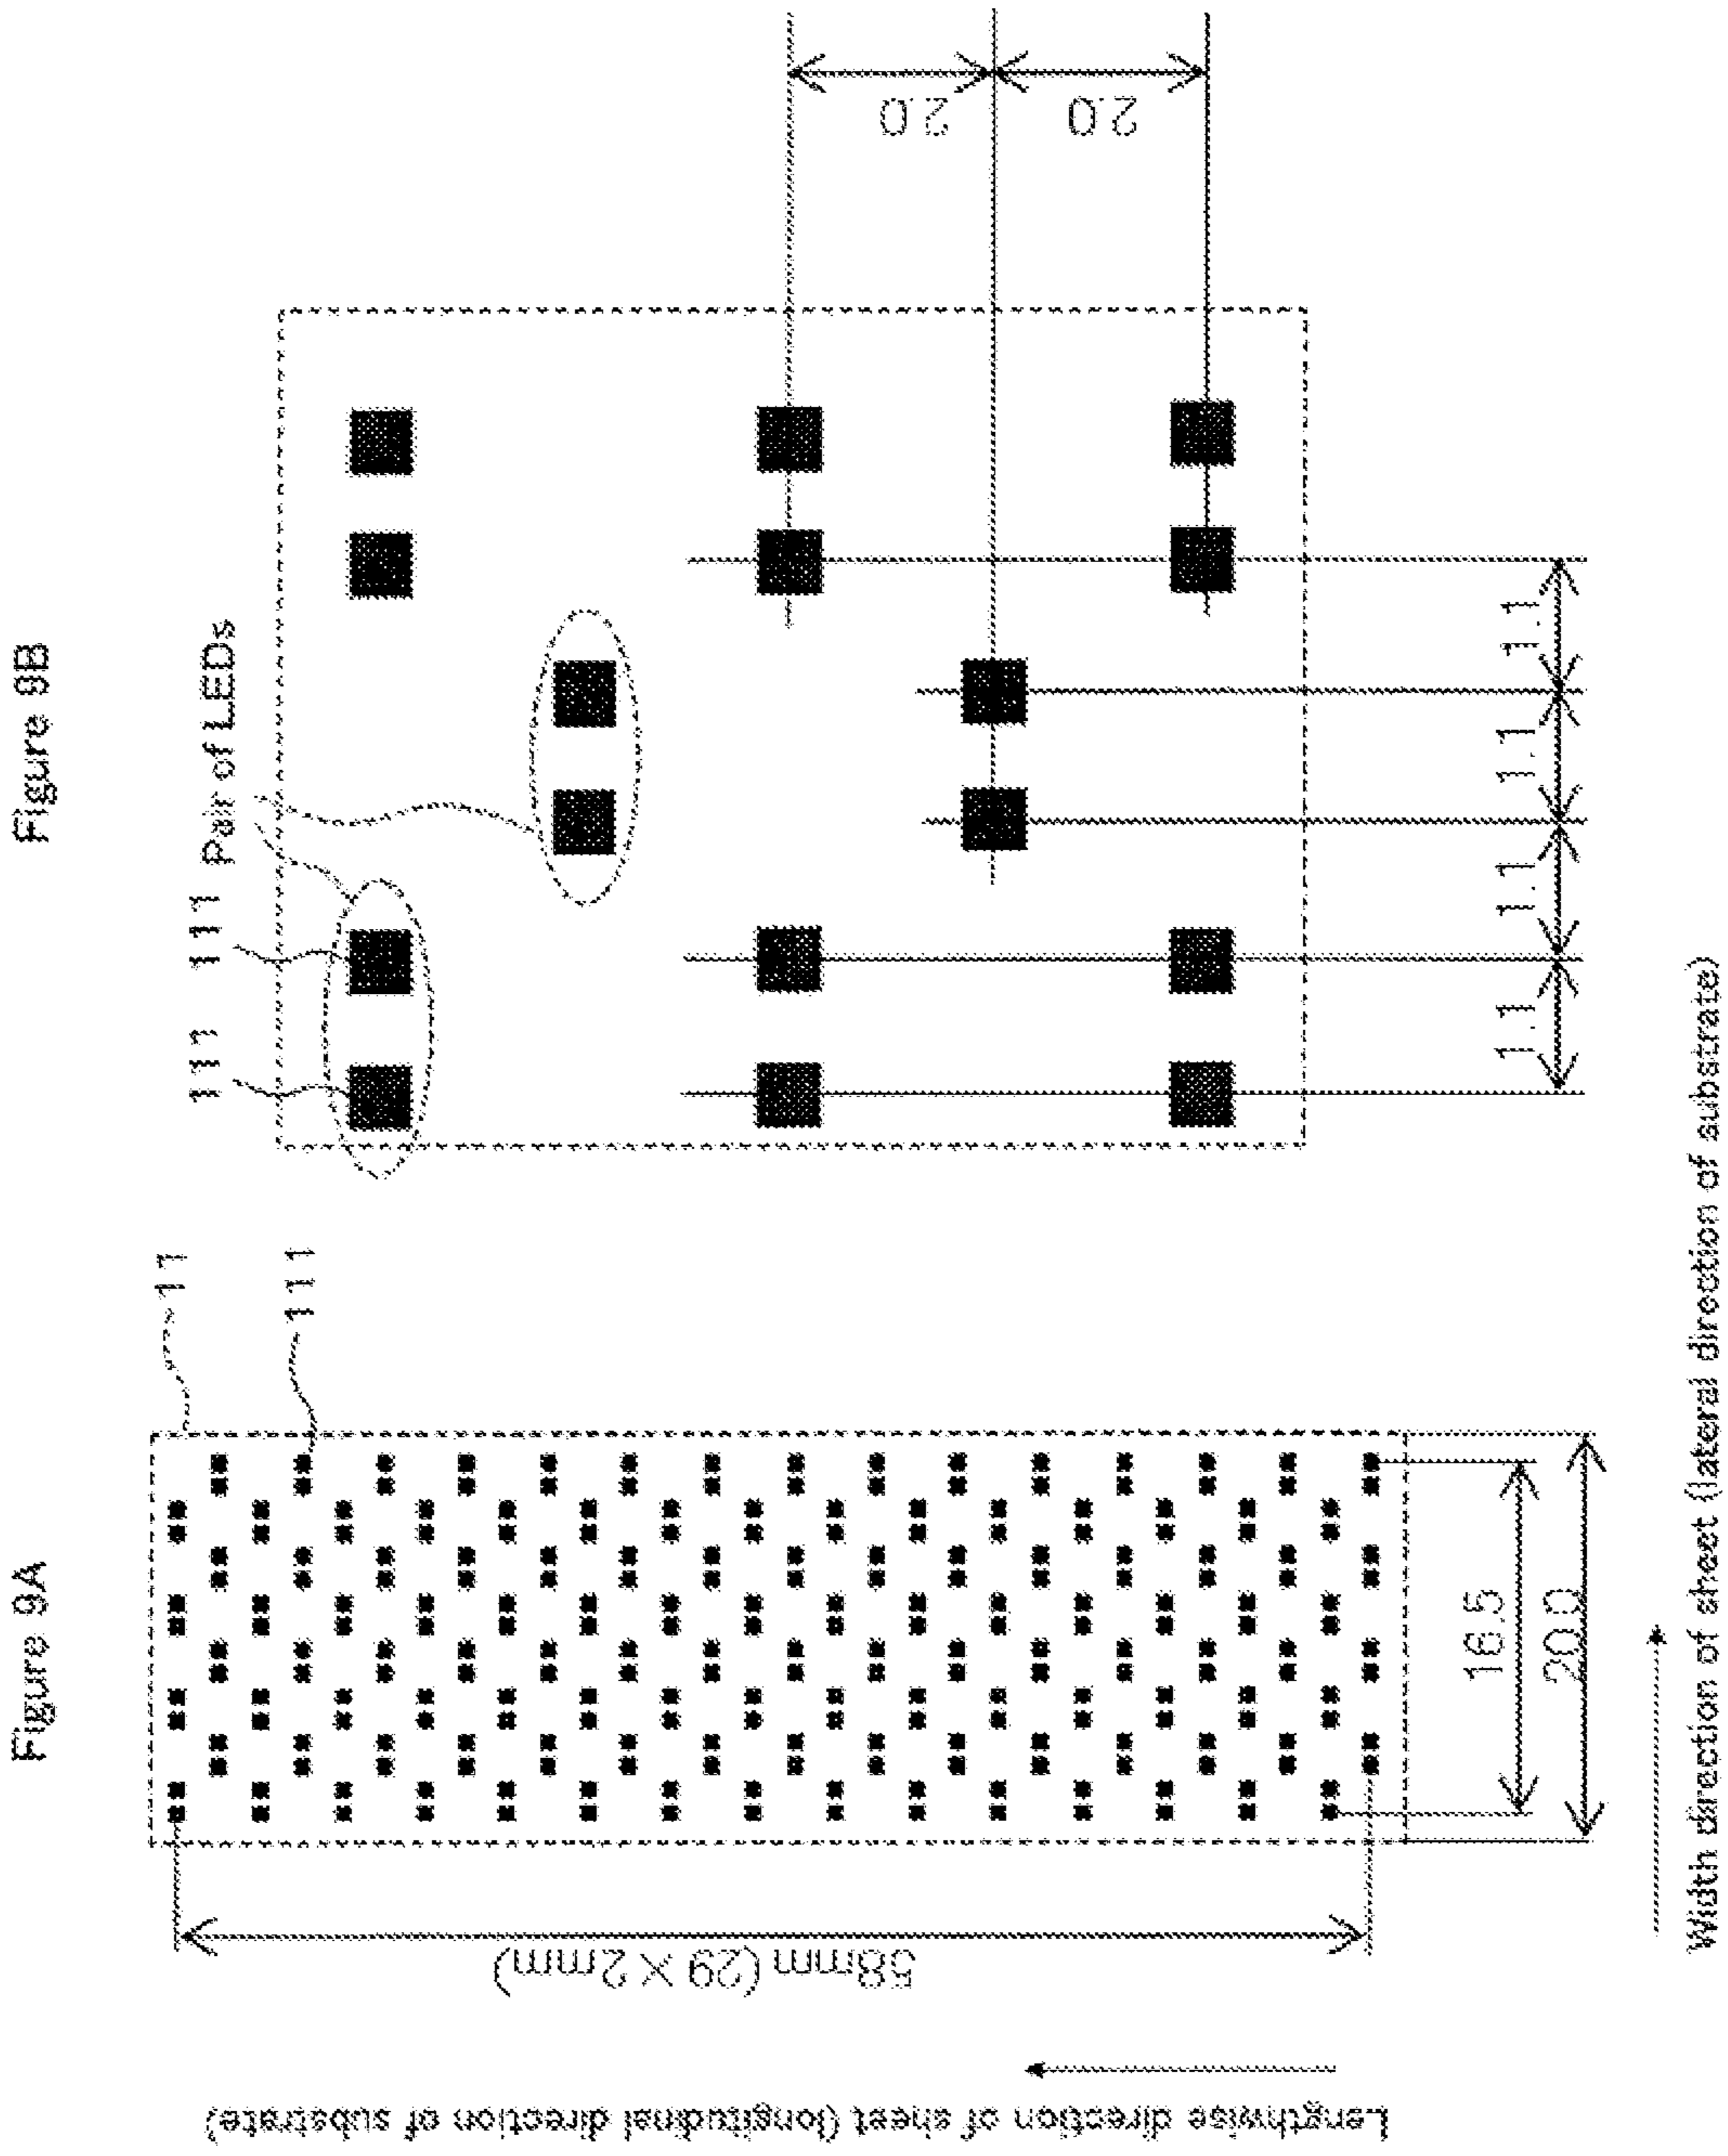 Figure 9A
11
111
58mm (29 × 2mm)
16.5
20.0
Lengthwise direction of sheet (longitudinal direction of substrate)
Width direction of sheet (lateral direction of substrate)
Figure 9B
Pair of LEDs
111
111
2.0
2.0
1.1
1.1
1.1
1.1